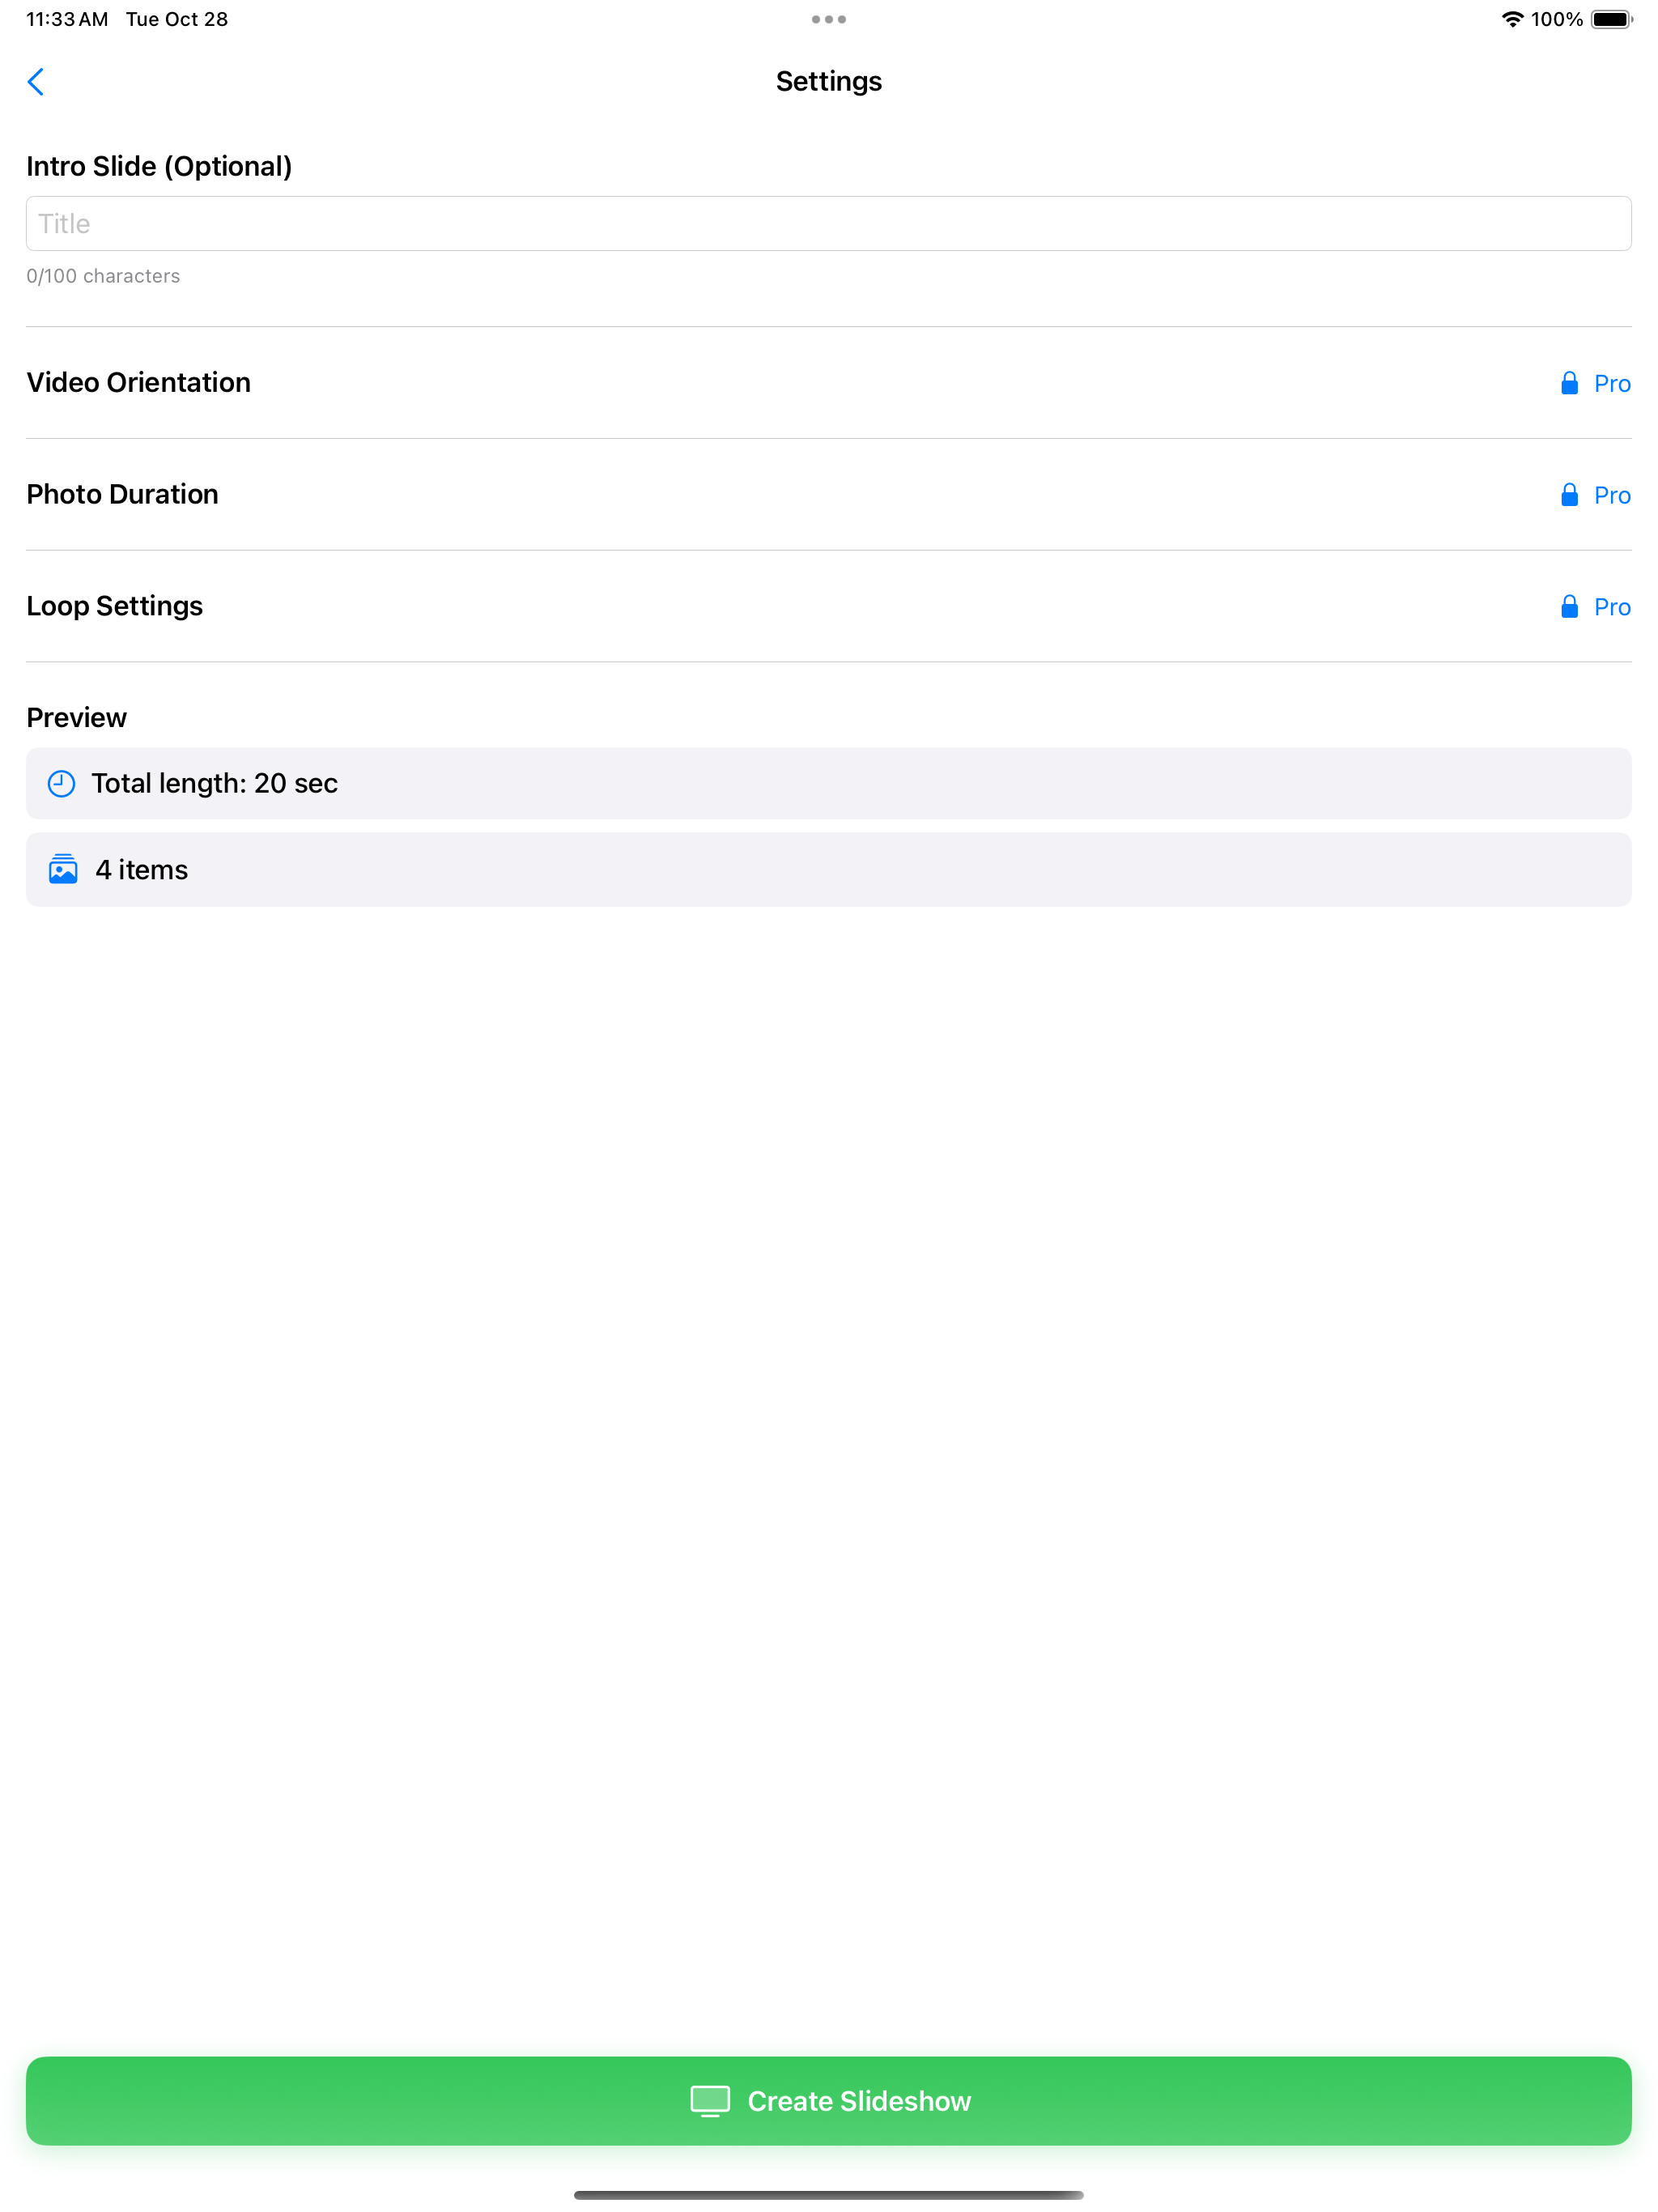 11:33 AM Tue Oct 28
100%
Settings
Intro Slide (Optional)
Title
0/100 characters
Video Orientation
Pro
Photo Duration
Pro
Loop Settings
Pro
Preview
Total length: 20 sec
4 items
Create Slideshow